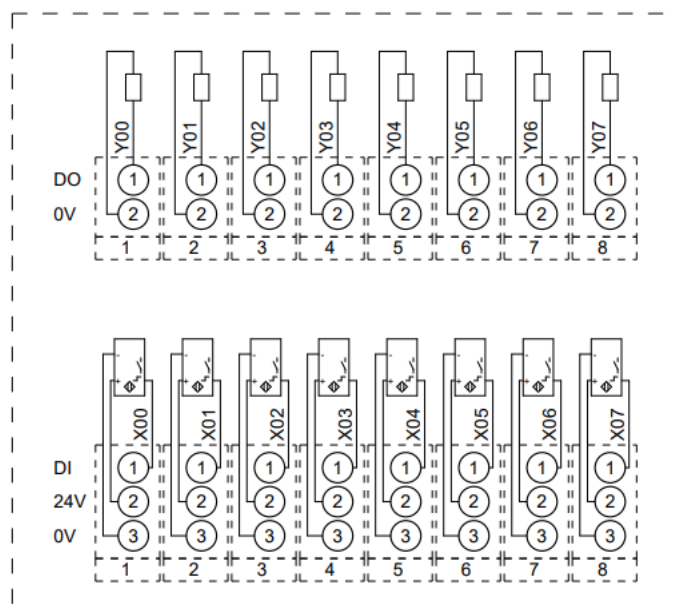 Y00 Y01 Y02 Y03 Y04 Y05 Y06 Y07
DO 1 1 1 1 1 1 1 1
0V 2 2 2 2 2 2 2 2
1 2 3 4 5 6 7 8
- - - - - - - -
+ + + + + + + +
X00 X01 X02 X03 X04 X05 X06 X07
DI 1 1 1 1 1 1 1 1
24V 2 2 2 2 2 2 2 2
0V 3 3 3 3 3 3 3 3
1 2 3 4 5 6 7 8